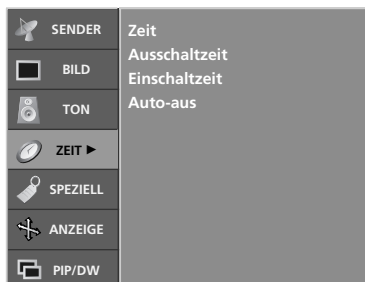 SENDER
BILD
TON
ZEIT ►
SPEZIELL
ANZEIGE
PIP/DW
Zeit
Ausschaltzeit
Einschaltzeit
Auto-aus